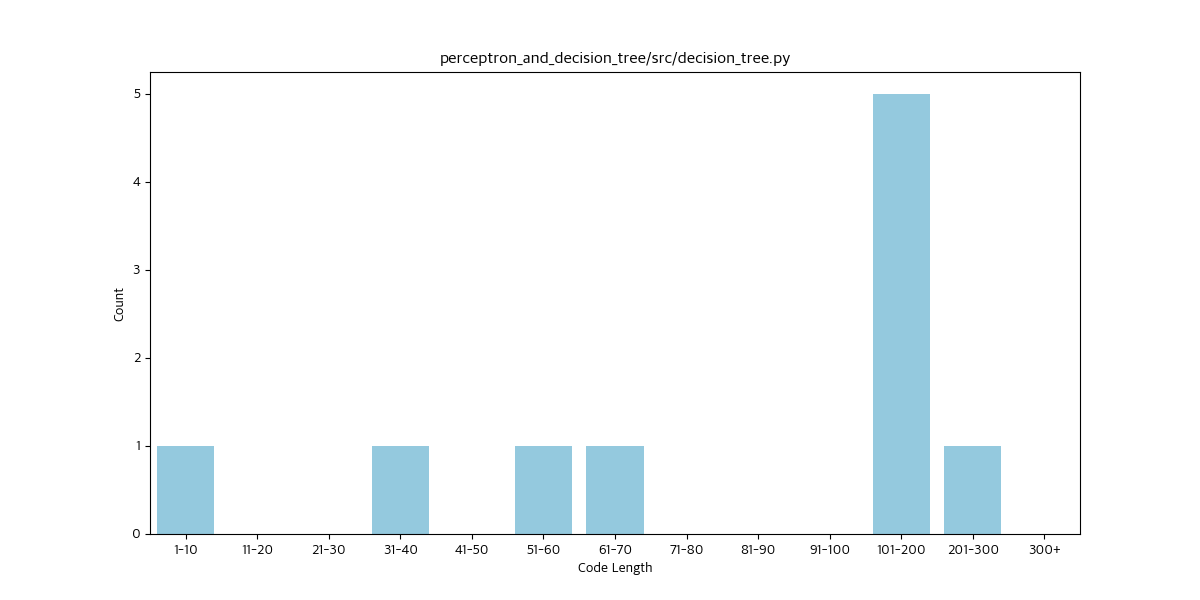 perceptron_and_decision_tree/src/decision_tree.py
5
4
3
2
1
0
Count
1-10 11-20 21-30 31-40 41-50 51-60 61-70 71-80 81-90 91-100 101-200 201-300 300+
Code Length